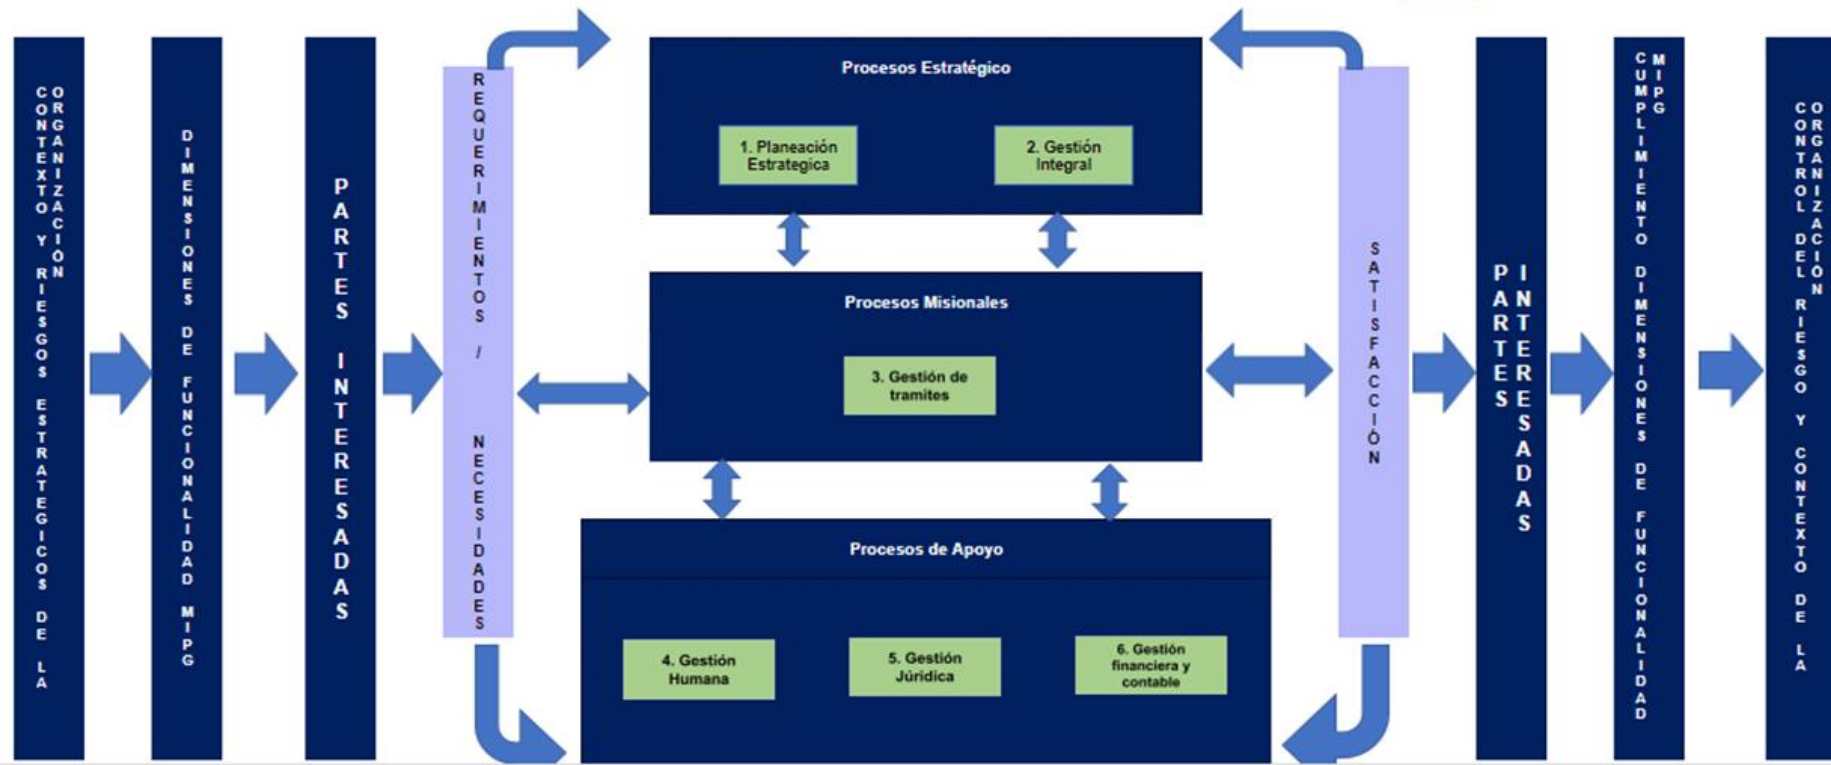 CONTEXTO Y RIESGOS ESTRATEGICOS DE LA
ORGANIZACIÓN
DIMENSIONES DE FUNCIONALIDAD MIPG
PARTES INTERESADAS
REQUERIMIENTOS / NECESIDADES
Procesos Estratégico
1. Planeación
Estrategica
2. Gestión
Integral
Procesos Misionales
3. Gestión de
tramites
Procesos de Apoyo
4. Gestión
Humana
5. Gestión
Júridica
6. Gestión
financiera y
contable
SATISFACCIÓN
PARTES
INTERESADAS
CUMPLIMIENTO DIMENSIONES DE FUNCIONALIDAD
MIPG
CONTROL DEL RIESGO Y CONTEXTO DE LA
ORGANIZACIÓN